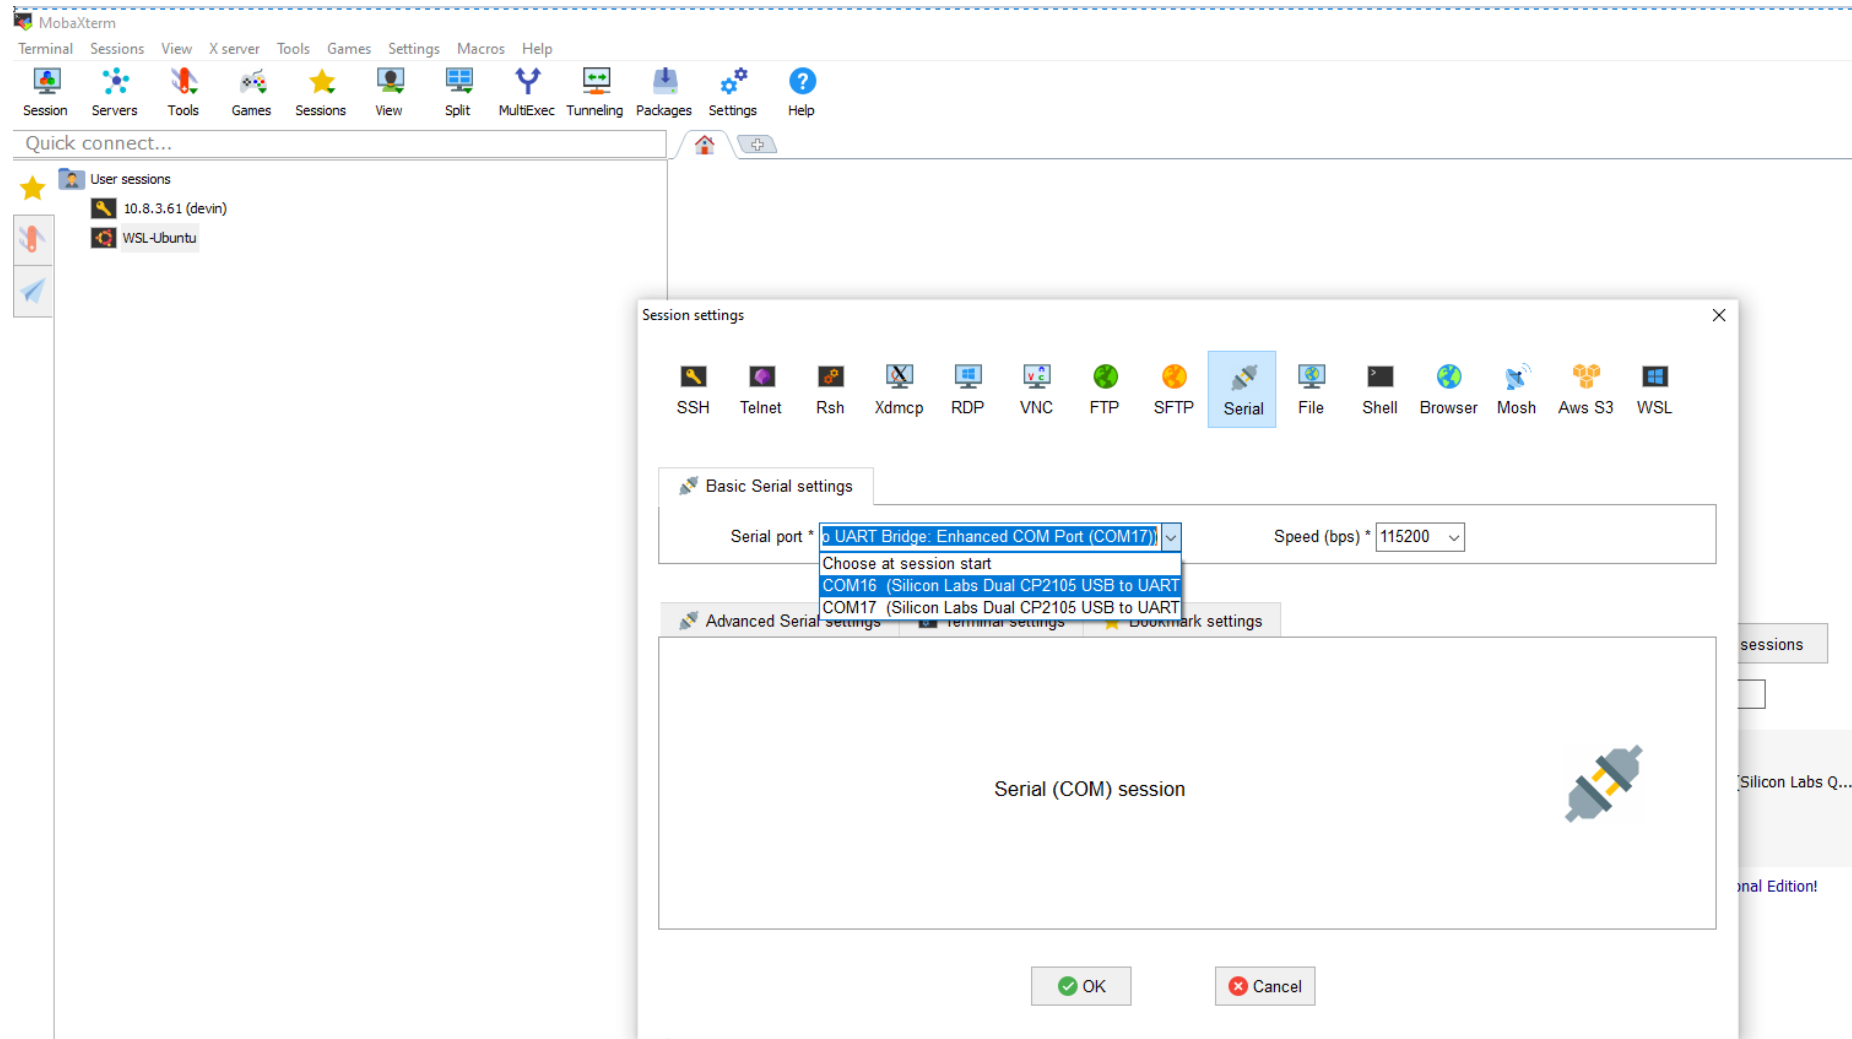 MobaXterm
Terminal Sessions View X server Tools Games Settings Macros Help
Session Servers Tools Games Sessions View Split MultiExec Tunneling Packages Settings Help
Quick connect...
User sessions
10.8.3.61 (devin)
WSL-Ubuntu
Session settings
SSH Telnet Rsh Xdmcp RDP VNC FTP SFTP Serial File Shell Browser Mosh Aws S3 WSL
Basic Serial settings
Serial port * o UART Bridge: Enhanced COM Port (COM17)) Speed (bps) * 115200
Choose at session start
COM16 (Silicon Labs Dual CP2105 USB to UART
COM17 (Silicon Labs Dual CP2105 USB to UART
Advanced Serial settings Terminal settings Bookmark settings
sessions
Serial (COM) session
(Silicon Labs Q...
onal Edition!
OK Cancel